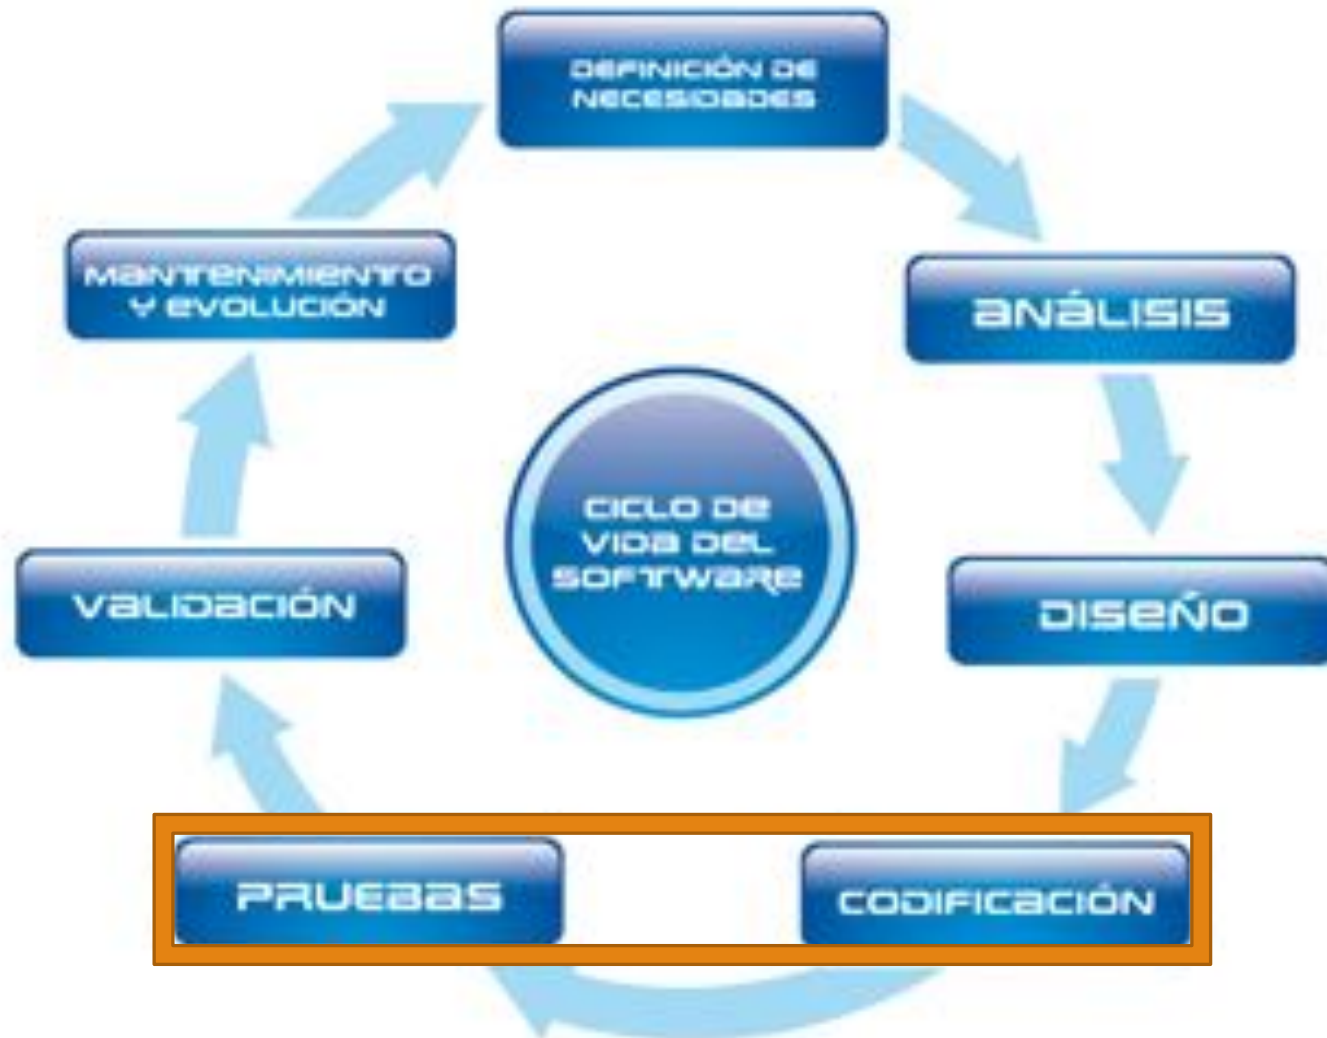 DEFINICIÓN DE
NECESIDADES
ANÁLISIS
DISEÑO
CODIFICACIÓN
PRUEBAS
VALIDACIÓN
MANTENIMIENTO
Y EVOLUCIÓN
CICLO DE
VIDA DEL
SOFTWARE